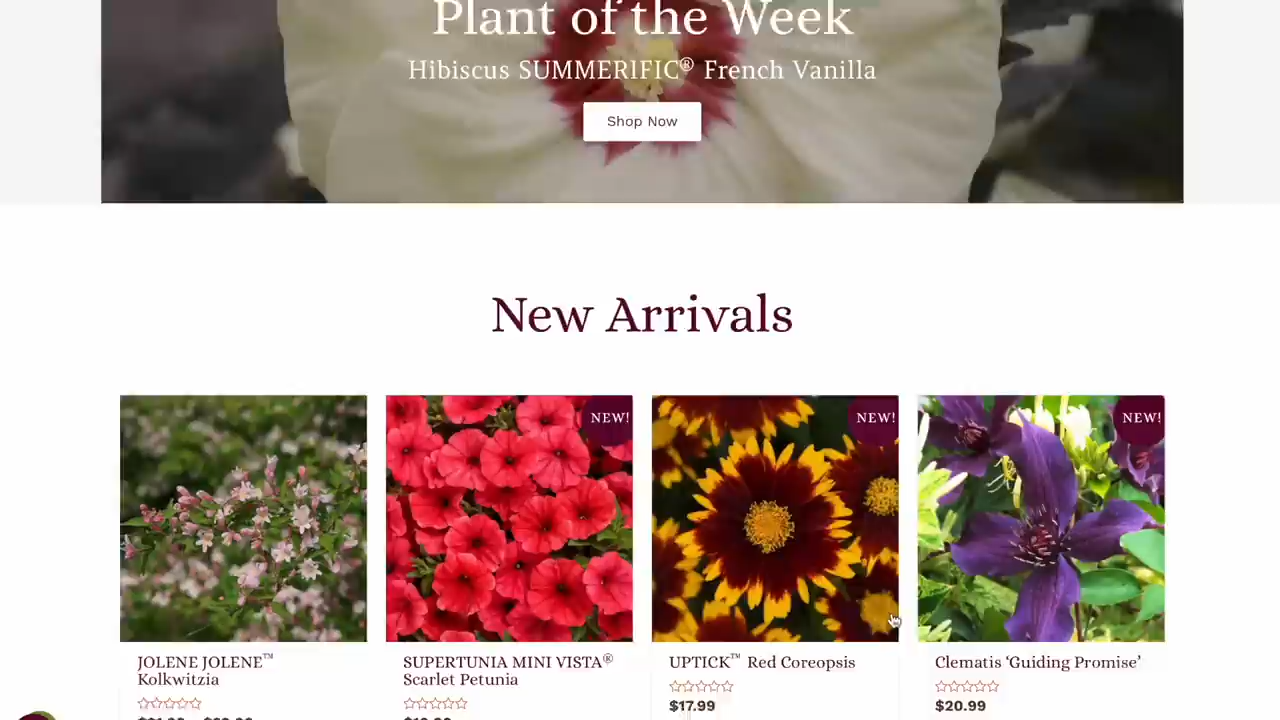 Plant of the Week
Hibiscus SUMMERIFIC® French Vanilla
Shop Now
New Arrivals
NEW!
NEW!
NEW!
JOLENE JOLENE™
Kolkwitzia
SUPERTUNIA MINI VISTA®
Scarlet Petunia
UPTICK™ Red Coreopsis
$17.99
Clematis ‘Guiding Promise’
$20.99